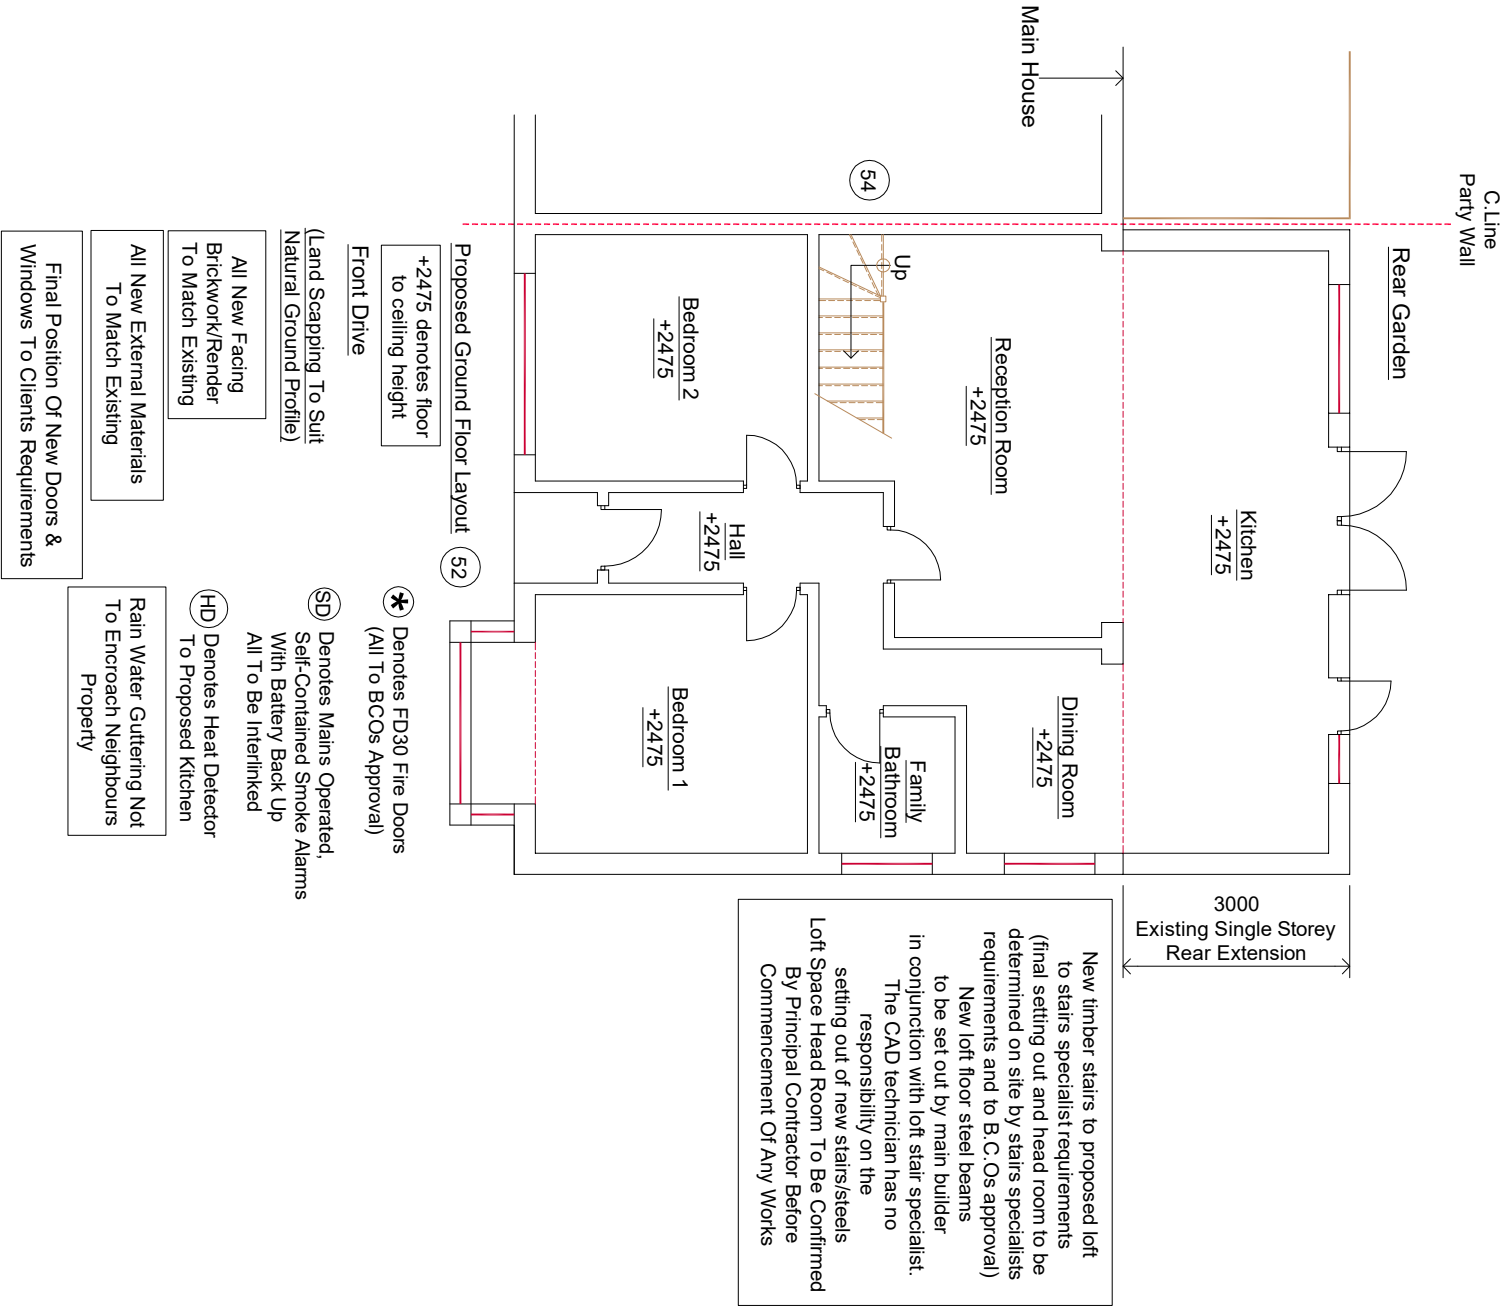 C.Line
Party Wall
Rear Garden
Main House
54
Up
Reception Room
+2475
Kitchen
+2475
Bedroom 2
+2475
Hall
+2475
Dining Room
+2475
Family
Bathroom
+2475
Bedroom 1
+2475
3000
Existing Single Storey
Rear Extension
Proposed Ground Floor Layout
52
+2475 denotes floor
to ceiling height
Front Drive
(Land Scapping To Suit
Natural Ground Profile)
All New Facing
Brickwork/Render
To Match Existing
All New External Materials
To Match Existing
Final Position Of New Doors &
Windows To Clients Requirements
* Denotes FD30 Fire Doors
(All To BCOs Approval)
SD Denotes Mains Operated,
Self-Contained Smoke Alarms
With Battery Back Up
All To Be Interlinked
HD Denotes Heat Detector
To Proposed Kitchen
Rain Water Guttering Not
To Encroach Neighbours
Property
New timber stairs to proposed loft
to stairs specialist requirements
(final setting out and head room to be
determined on site by stairs specialists
requirements and to B.C.Os approval)
New loft floor steel beams
to be set out by main builder
in conjunction with loft stair specialist.
The CAD technician has no
responsibility on the
setting out of new stairs/steels
Loft Space Head Room To Be Confirmed
By Principal Contractor Before
Commencement Of Any Works